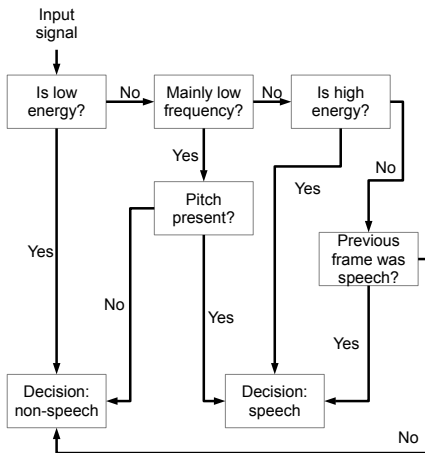 Input
signal
Is low
energy?
No
Mainly low
frequency?
No
Is high
energy?
Yes
Yes
No
Pitch
present?
Previous
frame was
speech?
Yes
No
Yes
Yes
Decision:
non-speech
Decision:
speech
No